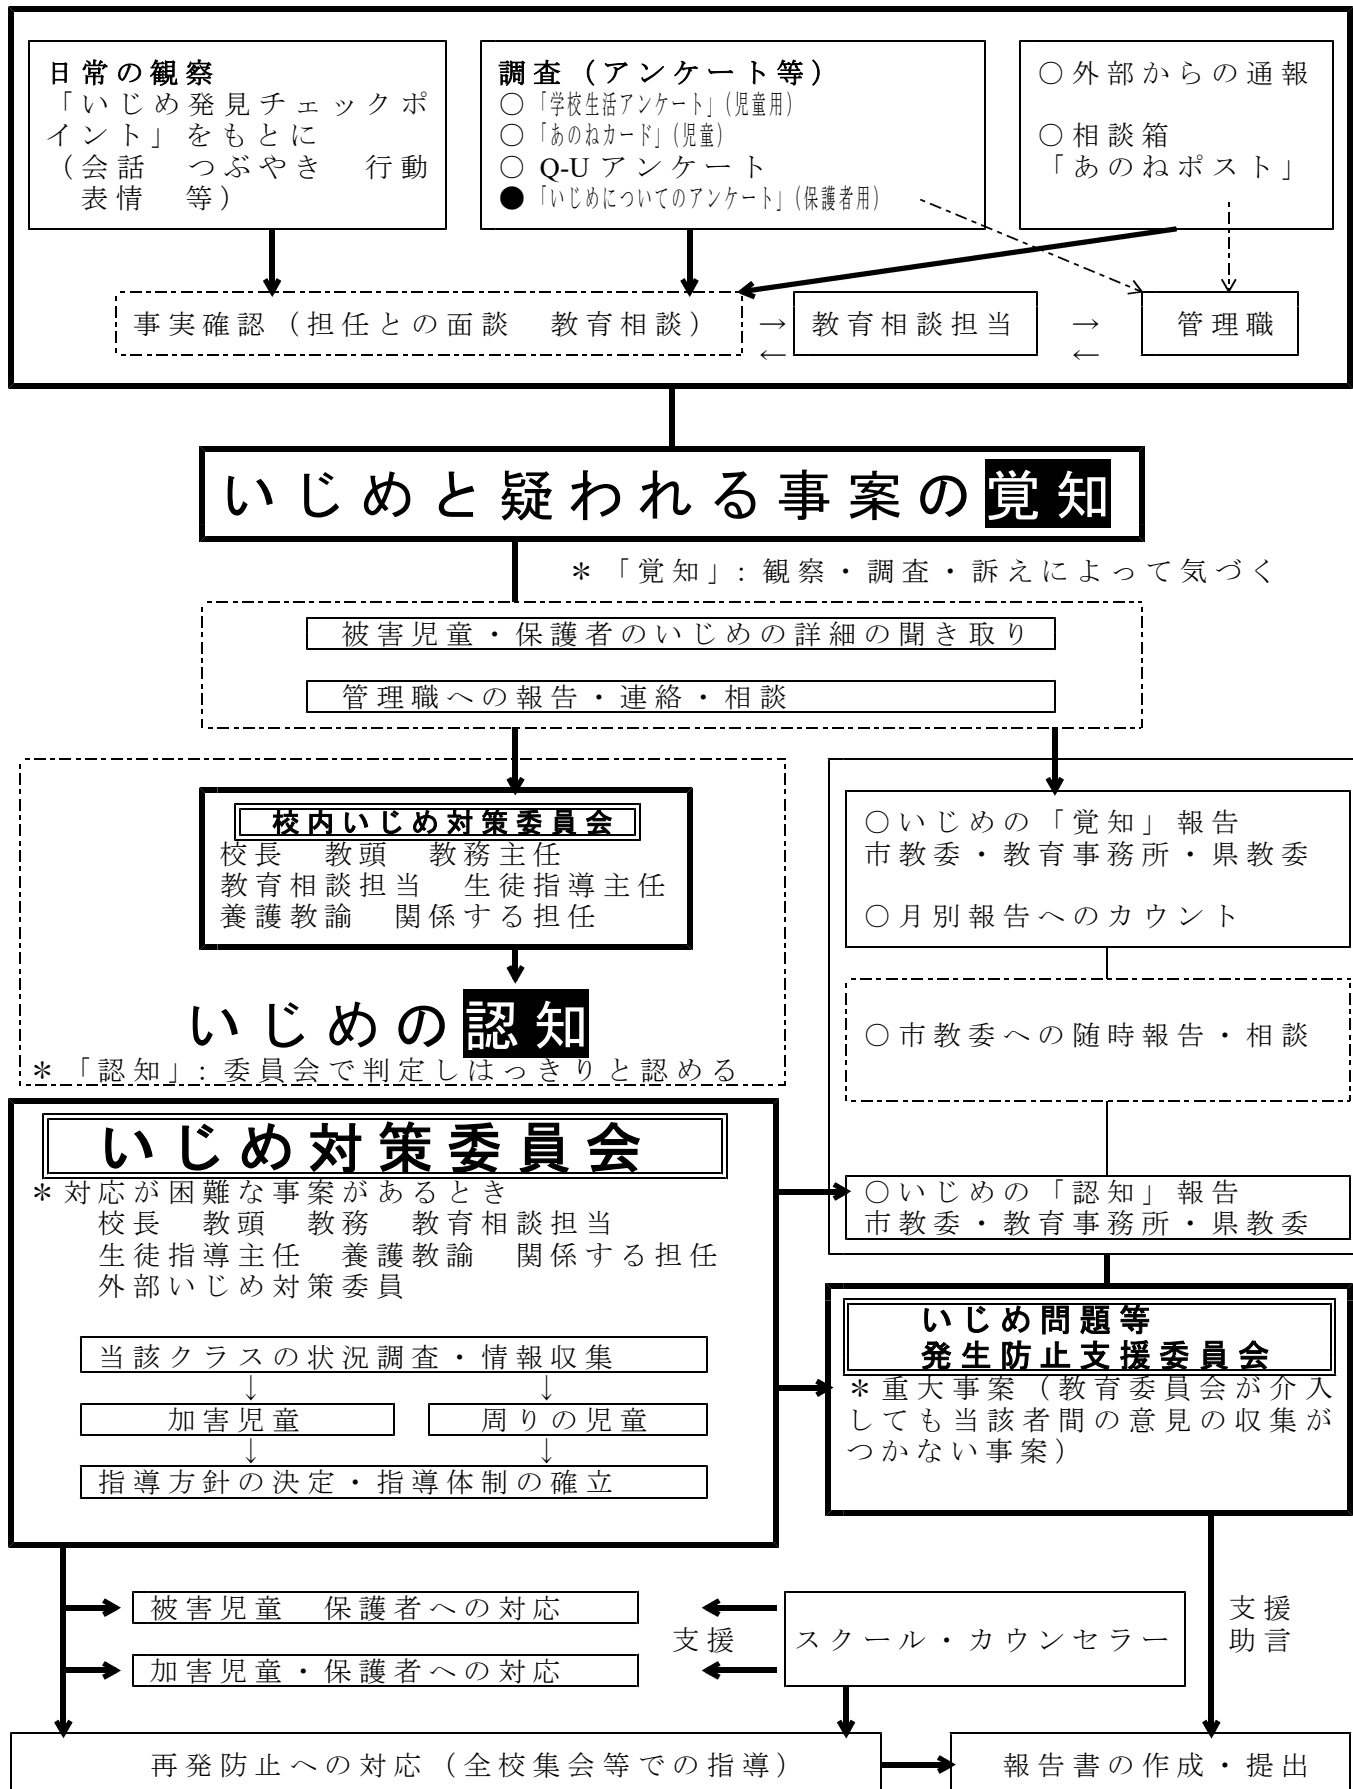 日常の観察
「いじめ発見チェックポ
イント」をもとに
（会話　つぶやき　行動
表情　等）
調査（アンケート等）
○「学校生活アンケート」（児童用）
○「あのねカード」（児童）
○ Q-U アンケート
●「いじめについてのアンケート」（保護者用）
○外部からの通報
○相談箱
「あのねポスト」
事実確認（担任との面談　教育相談）
→
←
教育相談担当
→
←
管理職
いじめと疑われる事案の覚知
＊「覚知」：観察・調査・訴えによって気づく
被害児童・保護者のいじめの詳細の聞き取り
管理職への報告・連絡・相談
校内いじめ対策委員会
校長　教頭　教務主任
教育相談担当　生徒指導主任
養護教諭　関係する担任
いじめの認知
＊「認知」：委員会で判定しはっきりと認める
○いじめの「覚知」報告
市教委・教育事務所・県教委
○月別報告へのカウント
○市教委への随時報告・相談
○いじめの「認知」報告
市教委・教育事務所・県教委
いじめ対策委員会
＊対応が困難な事案があるとき
校長　教頭　教務　教育相談担当
生徒指導主任　養護教諭　関係する担任
外部いじめ対策委員
当該クラスの状況調査・情報収集
↓　↓
加害児童　周りの児童
↓　↓
指導方針の決定・指導体制の確立
いじめ問題等
発生防止支援委員会
＊重大事案（教育委員会が介入
しても当該者間の意見の収集が
つかない事案）
被害児童　保護者への対応
加害児童・保護者への対応
支援
スクール・カウンセラー
支援
助言
再発防止への対応（全校集会等での指導）
報告書の作成・提出